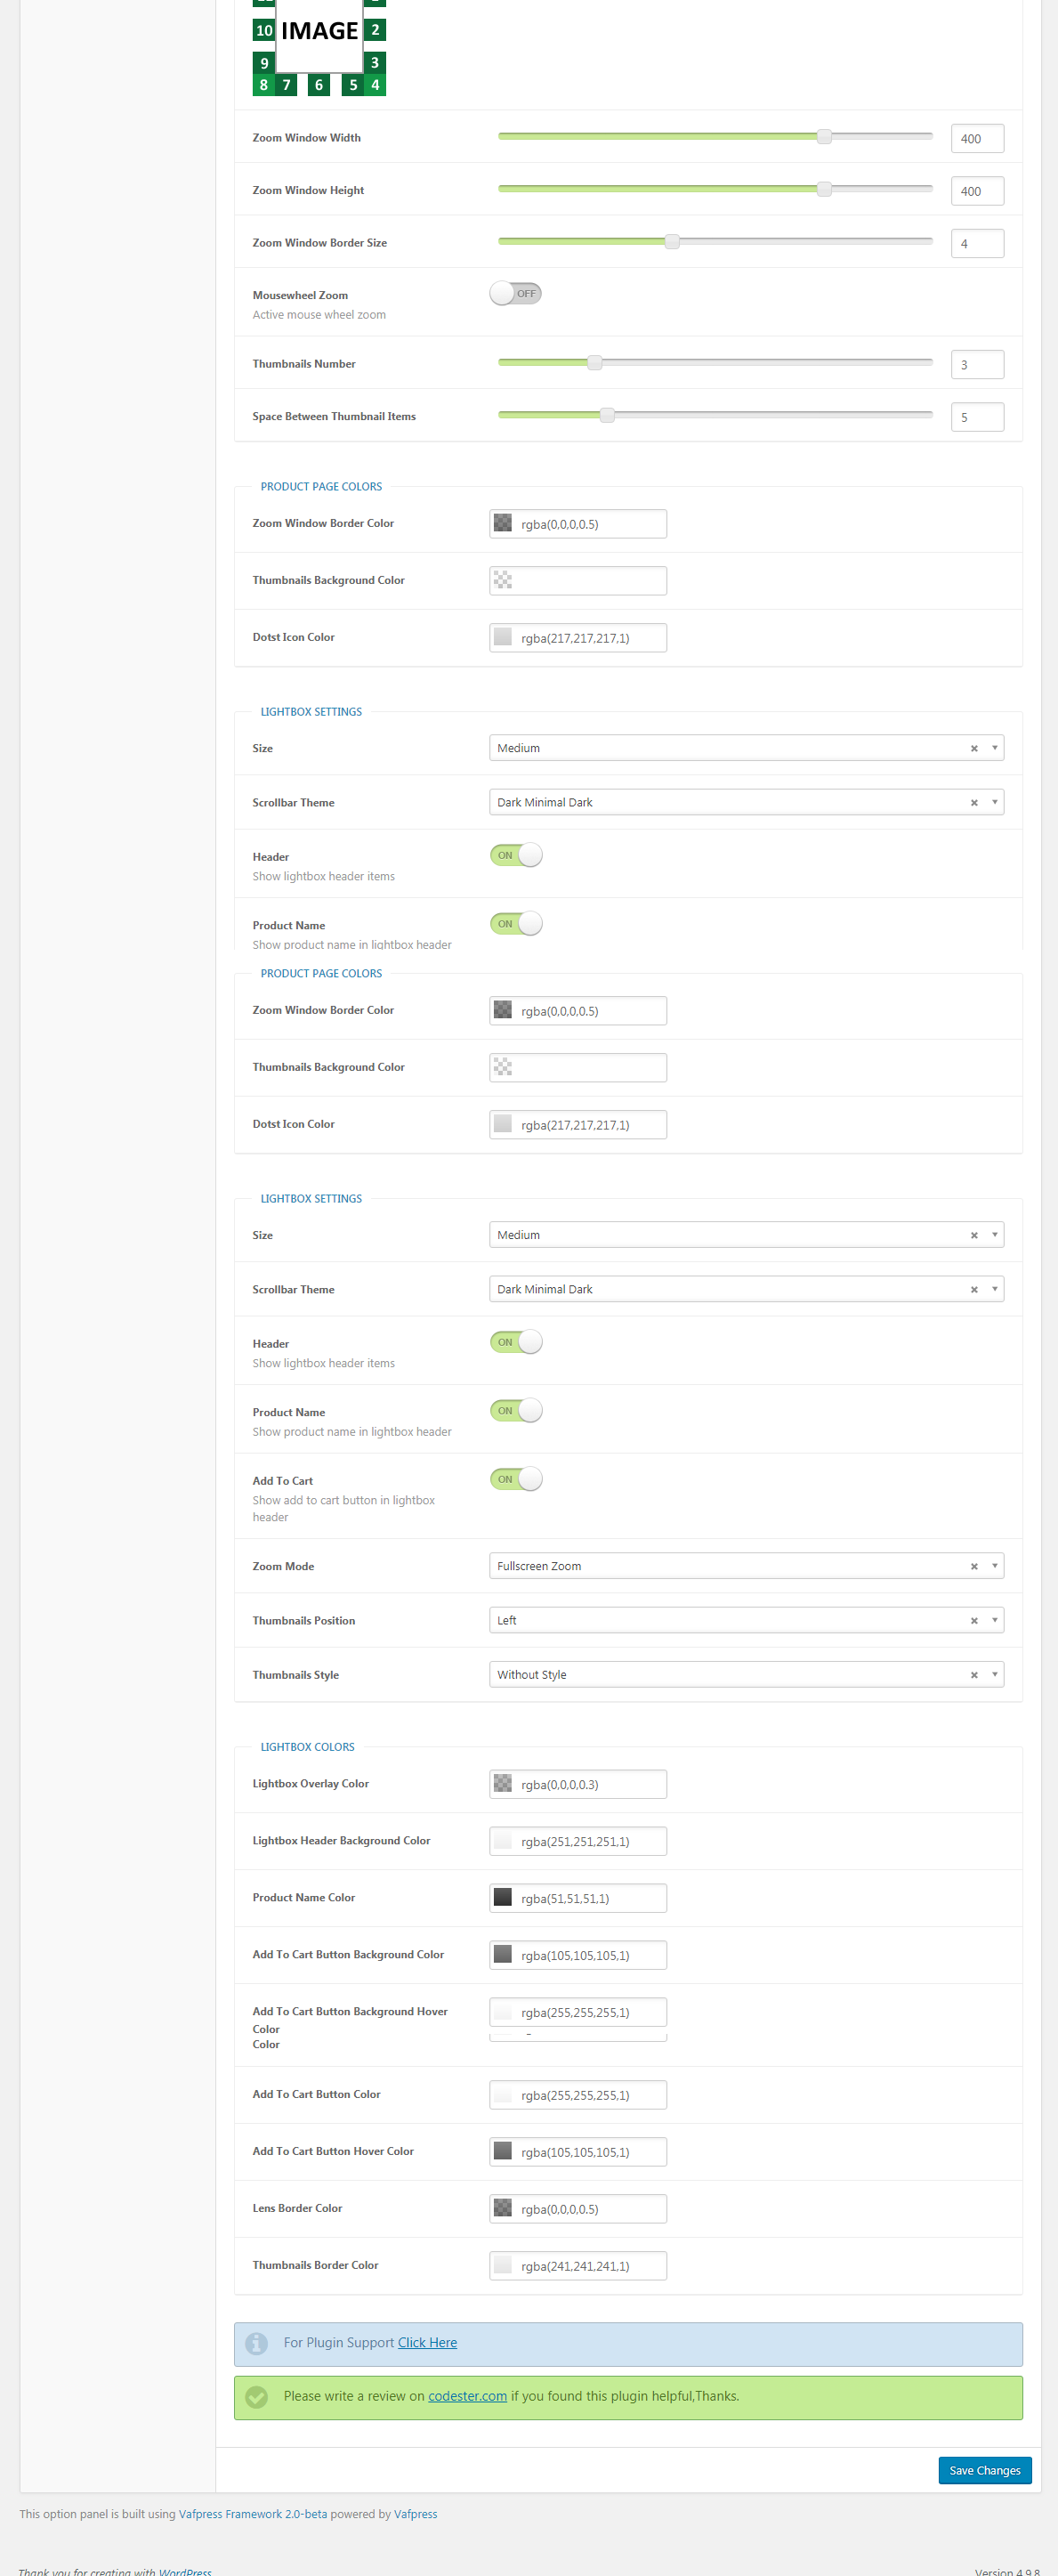 10 IMAGE 2
9 3
8 7 6 5 4
Zoom Window Width 400
Zoom Window Height 400
Zoom Window Border Size 4
Mousewheel Zoom OFF
Active mouse wheel zoom
Thumbnails Number 3
Space Between Thumbnail Items 5
PRODUCT PAGE COLORS
Zoom Window Border Color rgba(0,0,0,0.5)
Thumbnails Background Color
Dotst Icon Color rgba(217,217,217,1)
LIGHTBOX SETTINGS
Size Medium
Scrollbar Theme Dark Minimal Dark
Header ON
Show lightbox header items
Product Name ON
Show product name in lightbox header
PRODUCT PAGE COLORS
Zoom Window Border Color rgba(0,0,0,0.5)
Thumbnails Background Color
Dotst Icon Color rgba(217,217,217,1)
LIGHTBOX SETTINGS
Size Medium
Scrollbar Theme Dark Minimal Dark
Header ON
Show lightbox header items
Product Name ON
Show product name in lightbox header
Add To Cart ON
Show add to cart button in lightbox
header
Zoom Mode Fullscreen Zoom
Thumbnails Position Left
Thumbnails Style Without Style
LIGHTBOX COLORS
Lightbox Overlay Color rgba(0,0,0,0.3)
Lightbox Header Background Color rgba(251,251,251,1)
Product Name Color rgba(51,51,51,1)
Add To Cart Button Background Color rgba(105,105,105,1)
Add To Cart Button Background Hover rgba(255,255,255,1)
Color
Color
Add To Cart Button Color rgba(255,255,255,1)
Add To Cart Button Hover Color rgba(105,105,105,1)
Lens Border Color rgba(0,0,0,0.5)
Thumbnails Border Color rgba(241,241,241,1)
For Plugin Support Click Here
Please write a review on codester.com if you found this plugin helpful,Thanks.
Save Changes
This option panel is built using Vafpress Framework 2.0-beta powered by Vafpress
Thank you for creating with WordPress Version 4.9.8